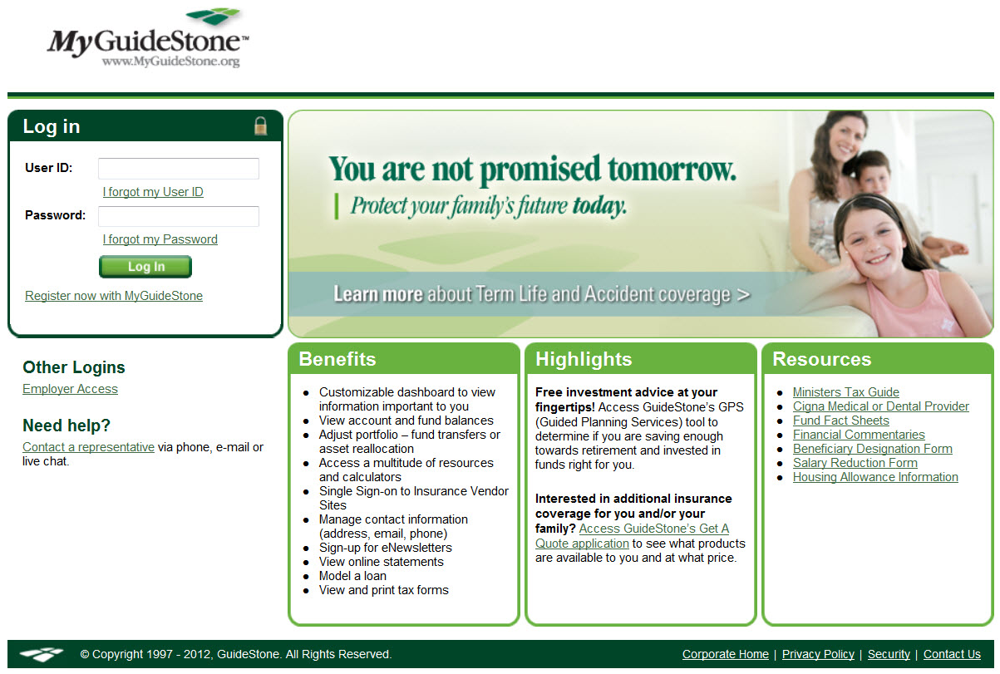 MyGuideStone™
www.MyGuideStone.org
Log in
User ID:
I forgot my User ID
Password:
I forgot my Password
Log In
Register now with MyGuideStone
Other Logins
Employer Access
Need help?
Contact a representative via phone, e-mail or
live chat.
You are not promised tomorrow.
Protect your family's future today.
Learn more about Term Life and Accident coverage >
Benefits
• Customizable dashboard to view
information important to you
• View account and fund balances
• Adjust portfolio – fund transfers or
asset reallocation
• Access a multitude of resources
and calculators
• Single Sign-on to Insurance Vendor
Sites
• Manage contact information
(address, email, phone)
• Sign-up for eNewsletters
• View online statements
• Model a loan
• View and print tax forms
Highlights
Free investment advice at your
fingertips! Access GuideStone's GPS
(Guided Planning Services) tool to
determine if you are saving enough
towards retirement and invested in
funds right for you.
Interested in additional insurance
coverage for you and/or your
family? Access GuideStone's Get A
Quote application to see what products
are available to you and at what price.
Resources
• Ministers Tax Guide
• Cigna Medical or Dental Provider
• Fund Fact Sheets
• Financial Commentaries
• Beneficiary Designation Form
• Salary Reduction Form
• Housing Allowance Information
© Copyright 1997 - 2012, GuideStone. All Rights Reserved.
Corporate Home | Privacy Policy | Security | Contact Us